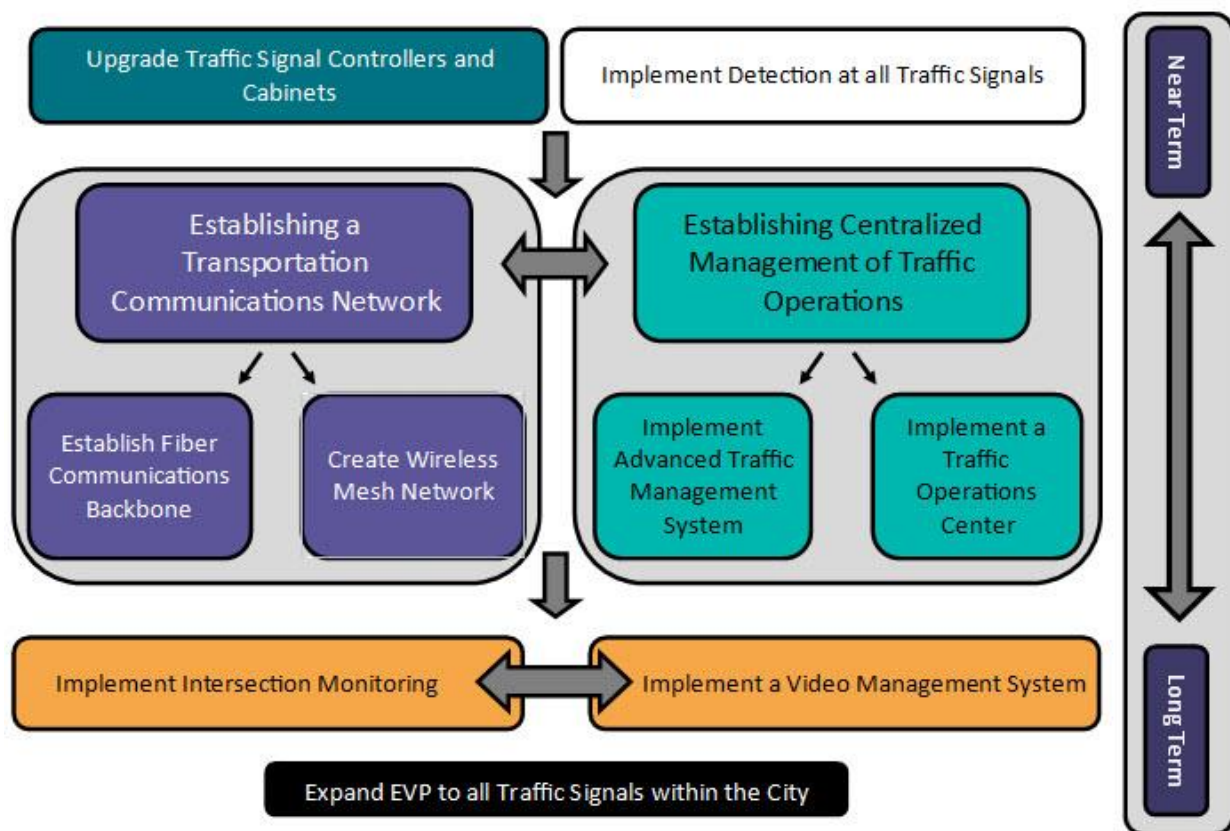 Upgrade Traffic Signal Controllers and
Cabinets
Implement Detection at all Traffic Signals
Near Term
Establishing a
Transportation
Communications Network
Establishing Centralized
Management of Traffic
Operations
Establish Fiber
Communications
Backbone
Create Wireless
Mesh Network
Implement
Advanced Traffic
Management
System
Implement a
Traffic
Operations
Center
Implement Intersection Monitoring
Implement a Video Management System
Long Term
Expand EVP to all Traffic Signals within the City